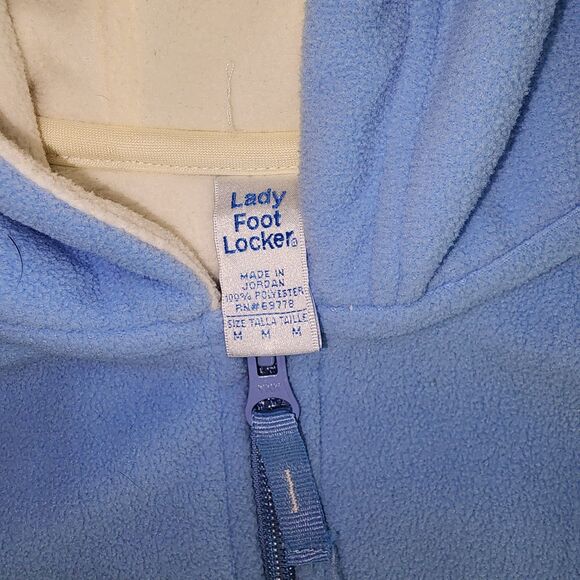 Lady
Foot
Locker®
MADE IN
JORDAN
100% POLYESTER
RN#69778
SIZE TALLA TAILLE
M M M